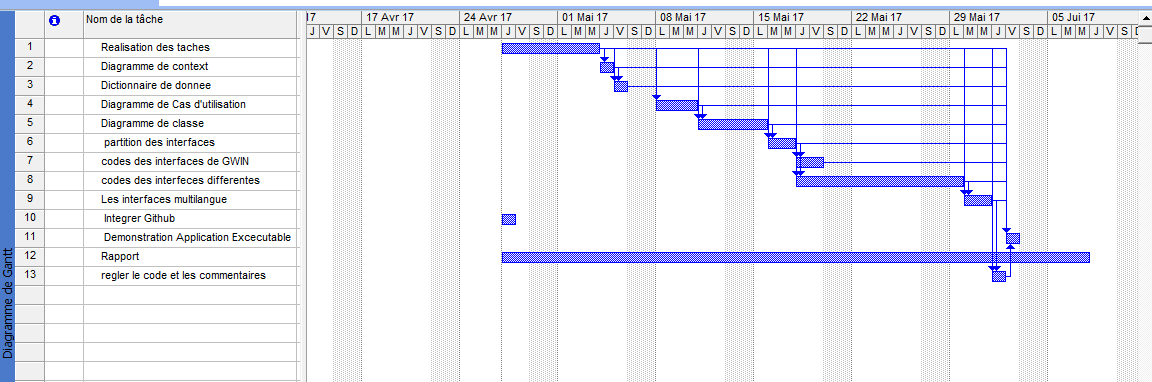 Nom de la tâche
17 17 Avr 17 24 Avr 17 01 Mai 17 08 Mai 17 15 Mai 17 22 Mai 17 29 Mai 17 05 Jui 17
J V S D L M M J V S D L M M J V S D L M M J V S D L M M J V S D L M M J V S D L M M J V S D L M M J V S D L M M J V S D
1 Realisation des taches
2 Diagramme de context
3 Dictionnaire de donnee
4 Diagramme de Cas d'utilisation
5 Diagramme de classe
6 partition des interfaces
7 codes des interfaces de GWIN
8 codes des interfeces differentes
9 Les interfaces multilangue
10 Integrer Github
11 Demonstration Application Excecutable
12 Rapport
13 regler le code et les commentaires
Diagramme de Gantt